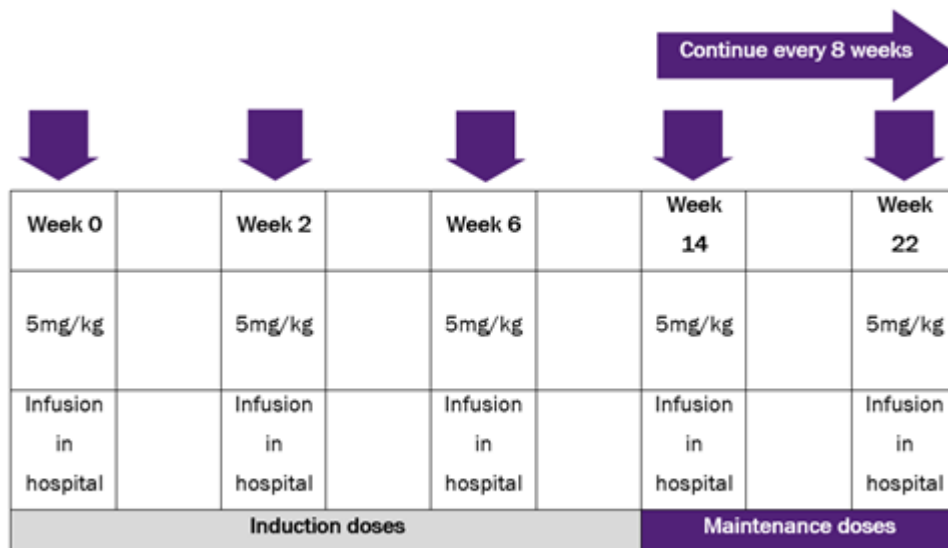 Continue every 8 weeks
Week 0
Week 2
Week 6
Week
14
Week
22
5mg/kg
5mg/kg
5mg/kg
5mg/kg
5mg/kg
Infusion
in
hospital
Infusion
in
hospital
Infusion
in
hospital
Infusion
in
hospital
Infusion
in
hospital
Induction doses
Maintenance doses